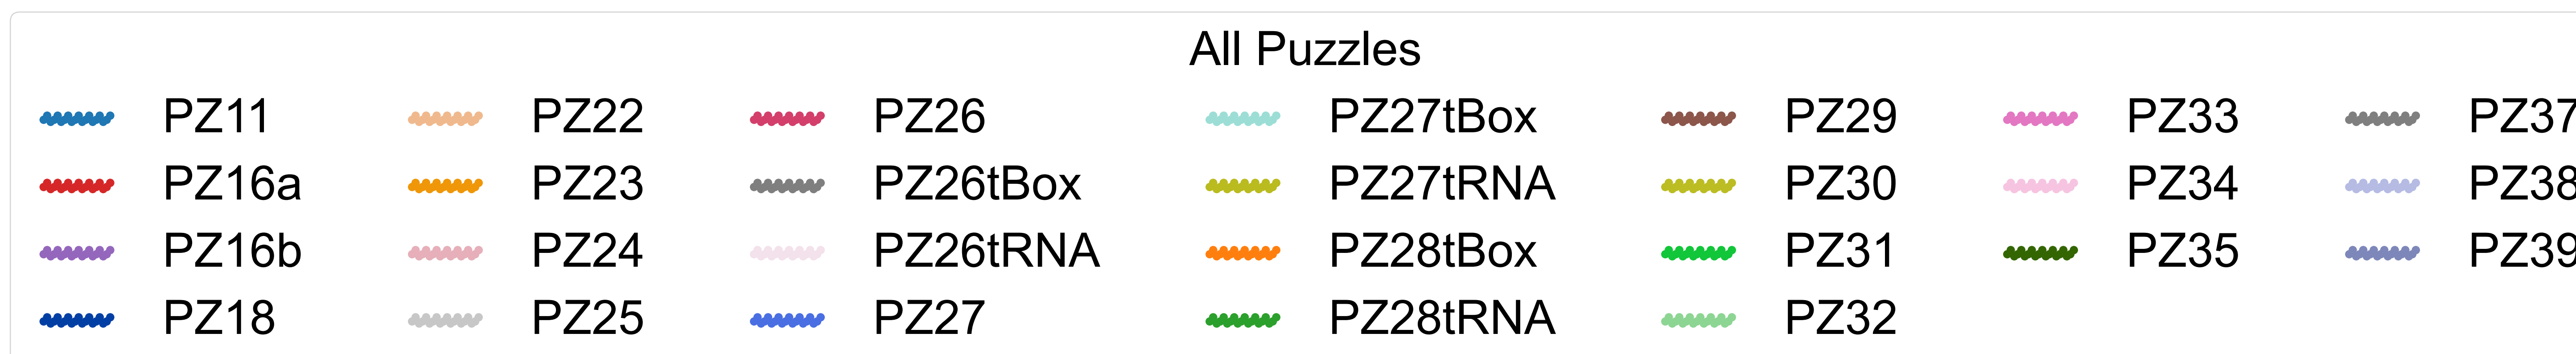 All Puzzles
PZ11 PZ22 PZ26 PZ27tBox PZ29 PZ33 PZ37
PZ16a PZ23 PZ26tBox PZ27tRNA PZ30 PZ34 PZ38
PZ16b PZ24 PZ26tRNA PZ28tBox PZ31 PZ35 PZ39
PZ18 PZ25 PZ27 PZ28tRNA PZ32